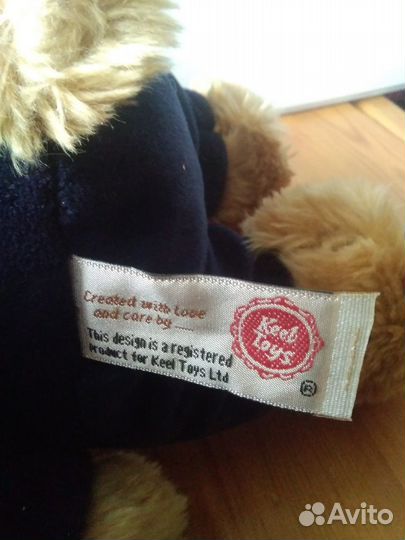 Created with Love
and care by ......
This design is a registered
product for Keel Toys Ltd
Keel
toys
®
Avito